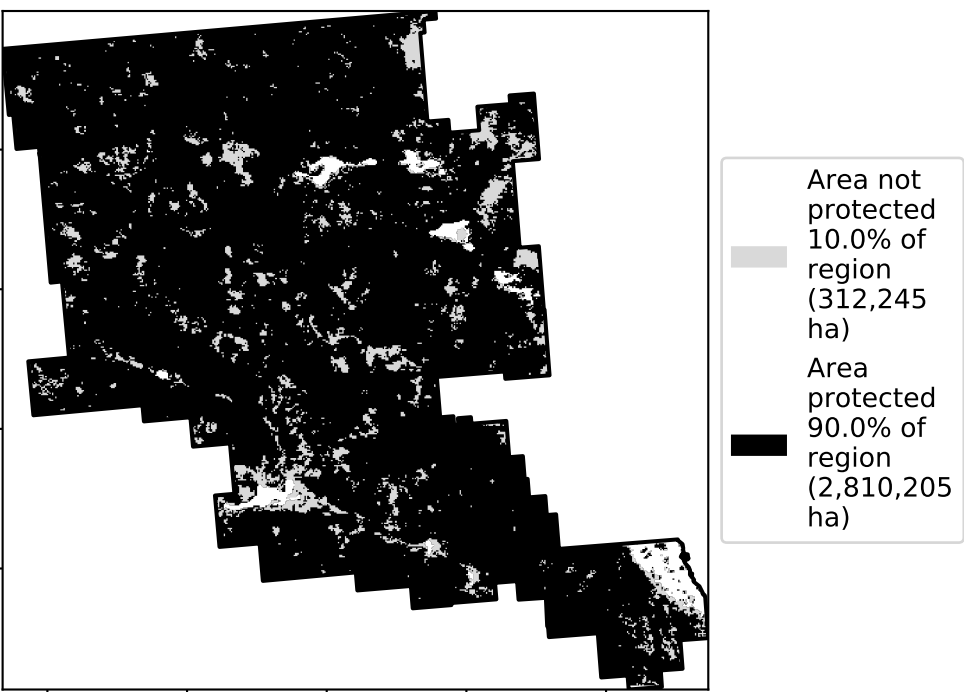 Area not
protected
10.0% of
region
(312,245
ha)
Area
protected
90.0% of
region
(2,810,205
ha)